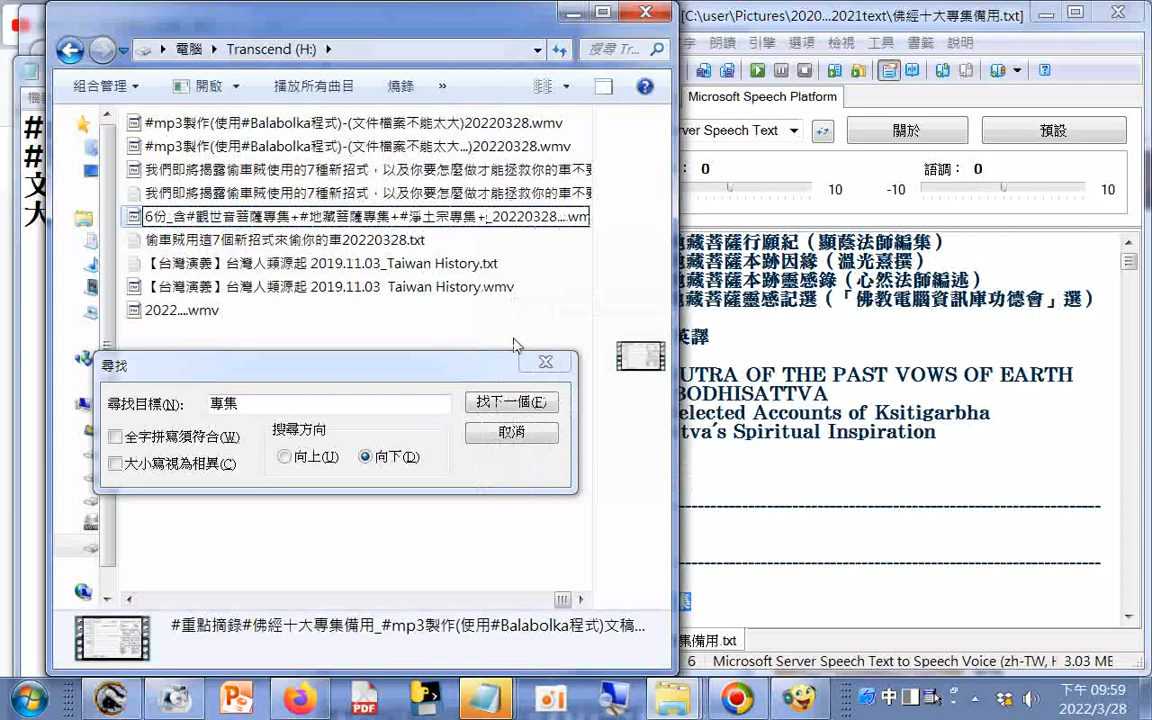 [C:\user\Pictures\2020...2021text\佛經十大專集備用.txt]
電腦 Transcend (H:)
搜尋 Tr...
字 朗讀 引擎 選項 檢視 工具 書籤 說明
組合管理 開啟 播放所有曲目 燒錄 »
Microsoft Speech Platform
ver Speech Text 關於 預設
: 0 語調: 0
10 -10 10
#mp3製作(使用#Balabolka程式)-(文件檔案不能太大)20220328.wmv
#mp3製作(使用#Balabolka程式)-(文件檔案不能太大...)20220328.wmv
我們即將揭露偷車賊使用的7種新招式，以及你要怎麼做才能拯救你的車不要
我們即將揭露偷車賊使用的7種新招式，以及你要怎麼做才能拯救你的車不要
6份_含#觀世音菩薩專集+#地藏菩薩專集+#淨土宗專集+;_20220328....wm
偷車賊用這7個新招式來偷你的車20220328.txt
【台灣演義】台灣人類源起 2019.11.03_Taiwan History.txt
【台灣演義】台灣人類源起 2019.11.03 Taiwan History.wmv
2022....wmv
#
#
文
大
藏菩薩行願紀（顯蔭法師編集）
藏菩薩本跡因緣（溫光熹撰）
藏菩薩本跡靈感錄（心然法師編述）
藏菩薩靈感記選（「佛教電腦資訊庫功德會」選）
英譯
UTRA OF THE PAST VOWS OF EARTH
BODHISATTVA
elected Accounts of Ksitigarbha
tva's Spiritual Inspiration
尋找
尋找目標(N): 專集 找下一個(F)
全字拼寫須符合(W) 搜尋方向 取消
大小寫視為相異(C) 向上(U) 向下(D)
#重點摘錄#佛經十大專集備用_#mp3製作(使用#Balabolka程式)文稿...
集備用.txt
6 Microsoft Server Speech Text to Speech Voice (zh-TW, H 3.03 MB
中
下午 09:59
2022/3/28